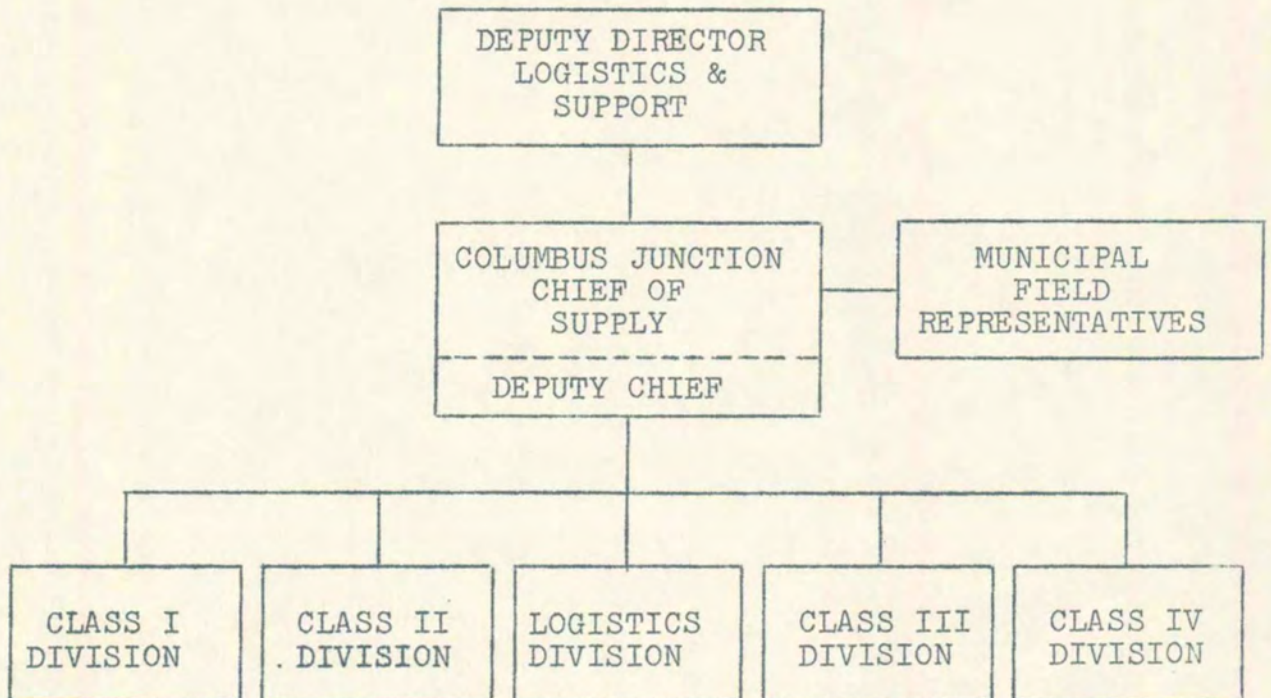 DEPUTY DIRECTOR
LOGISTICS &
SUPPORT
COLUMBUS JUNCTION
CHIEF OF
SUPPLY
DEPUTY CHIEF
MUNICIPAL
FIELD
REPRESENTATIVES
CLASS I
DIVISION
CLASS II
. DIVISION
LOGISTICS
DIVISION
CLASS III
DIVISION
CLASS IV
DIVISION